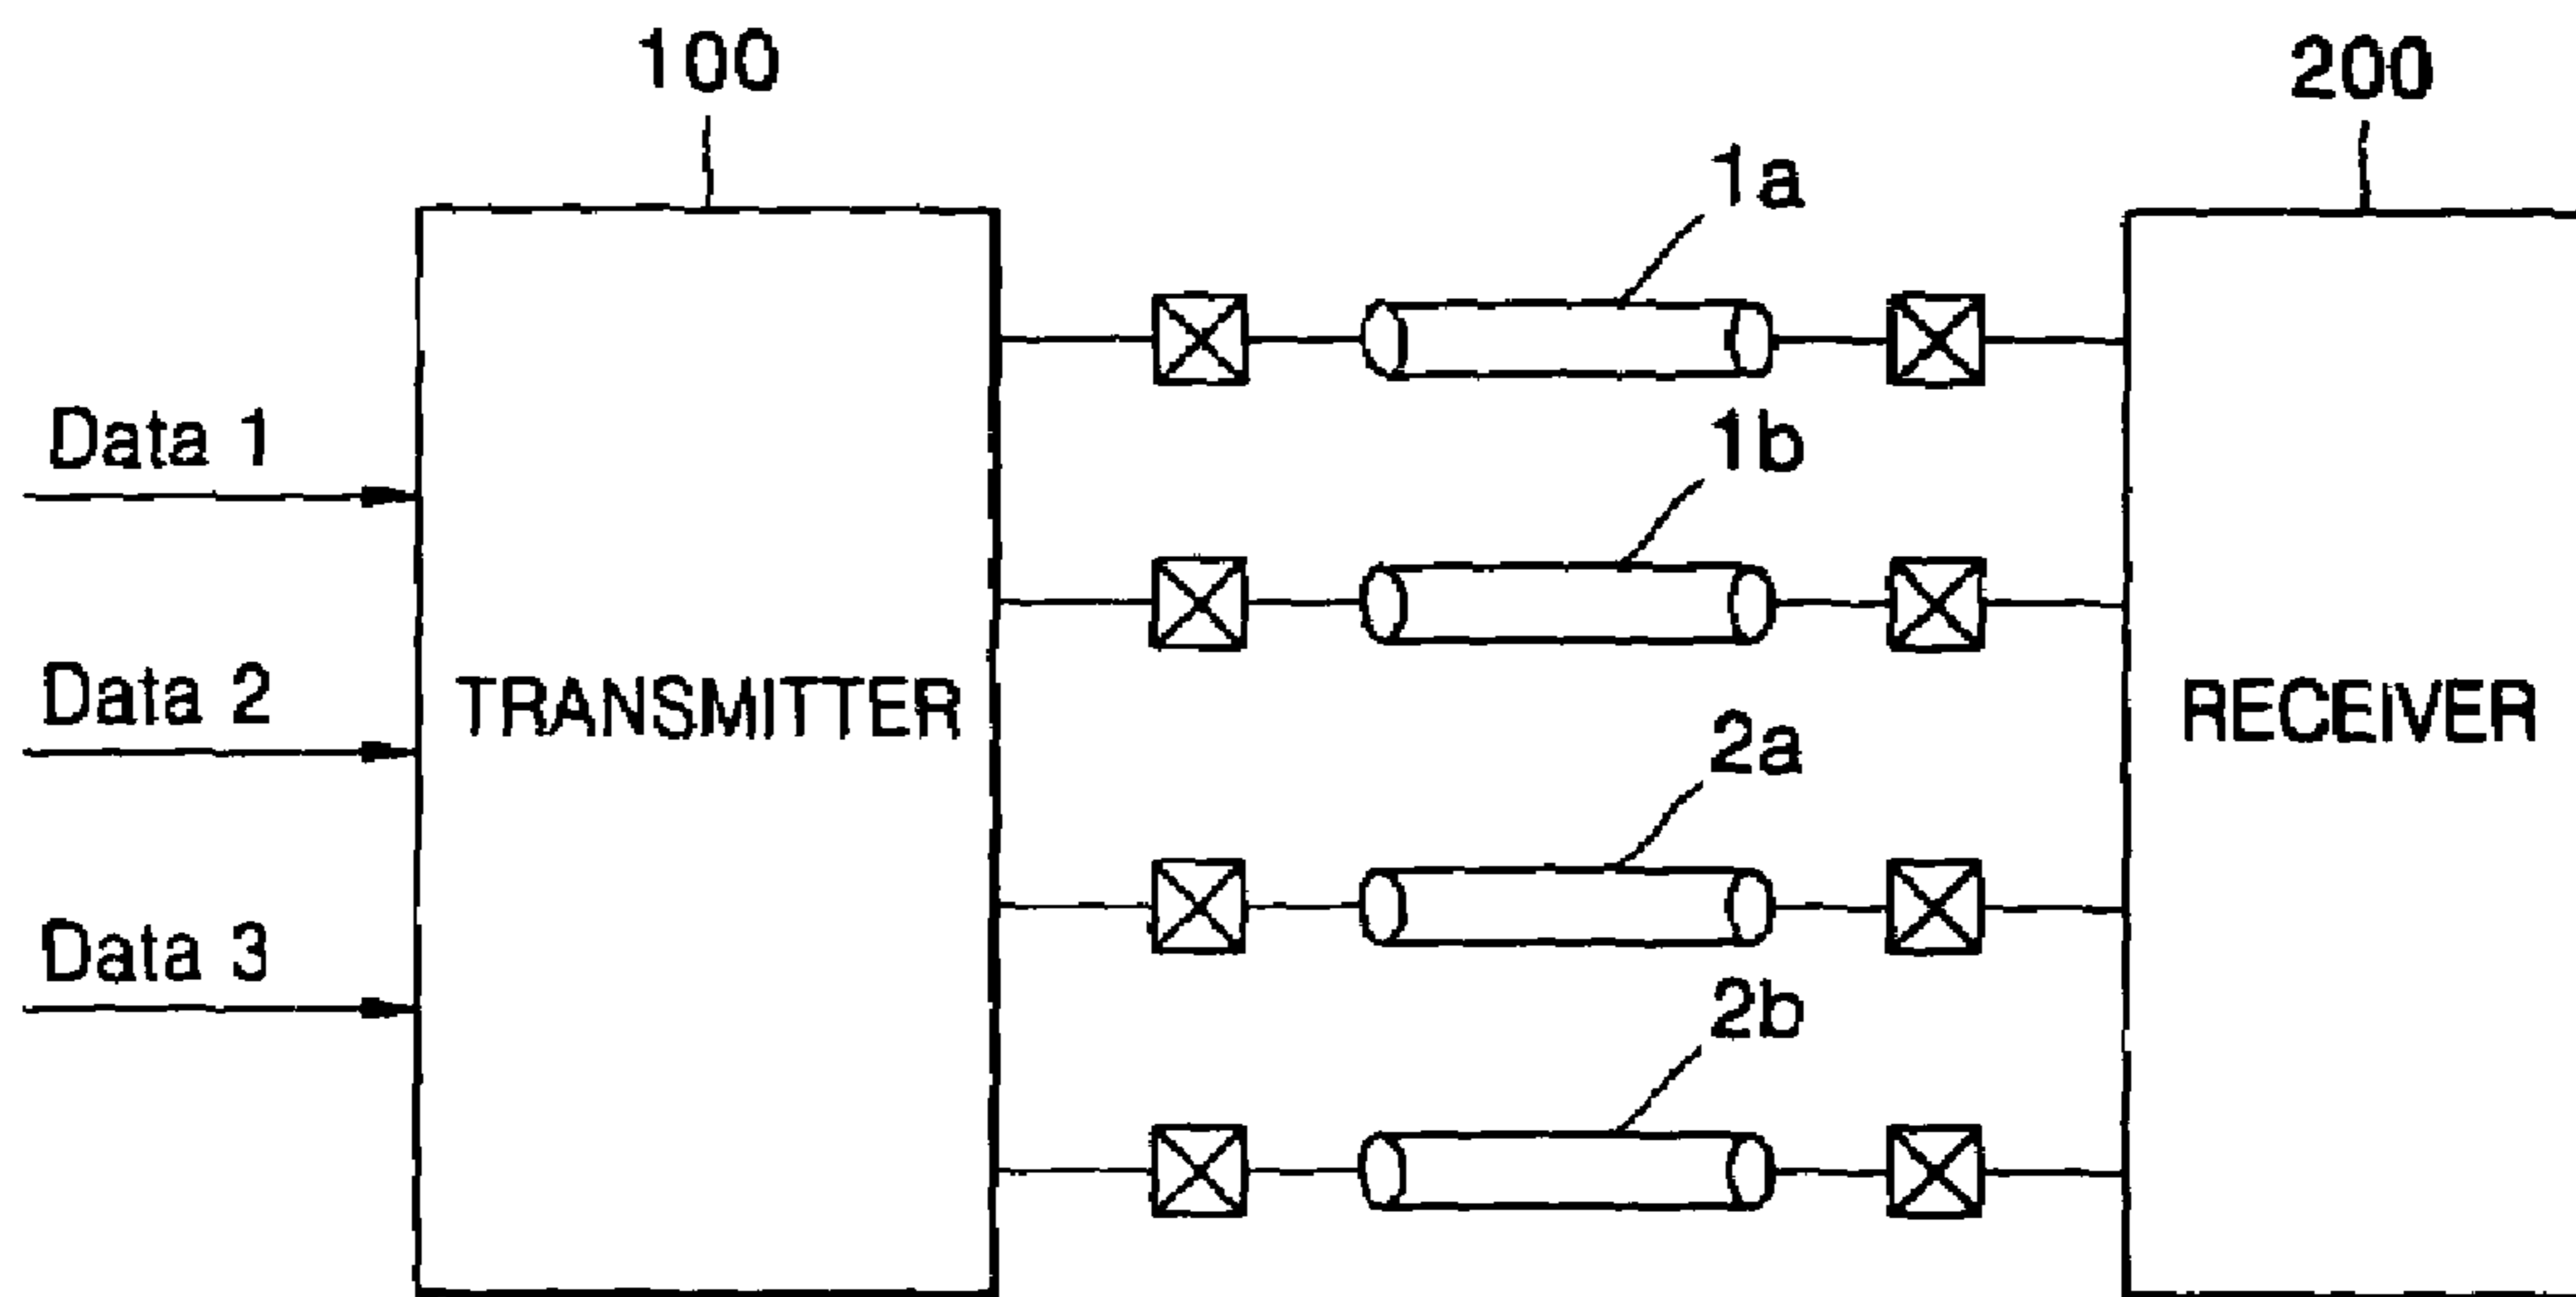 100
200
1a
Data 1
1b
Data 2
TRANSMITTER
RECEIVER
2a
Data 3
2b